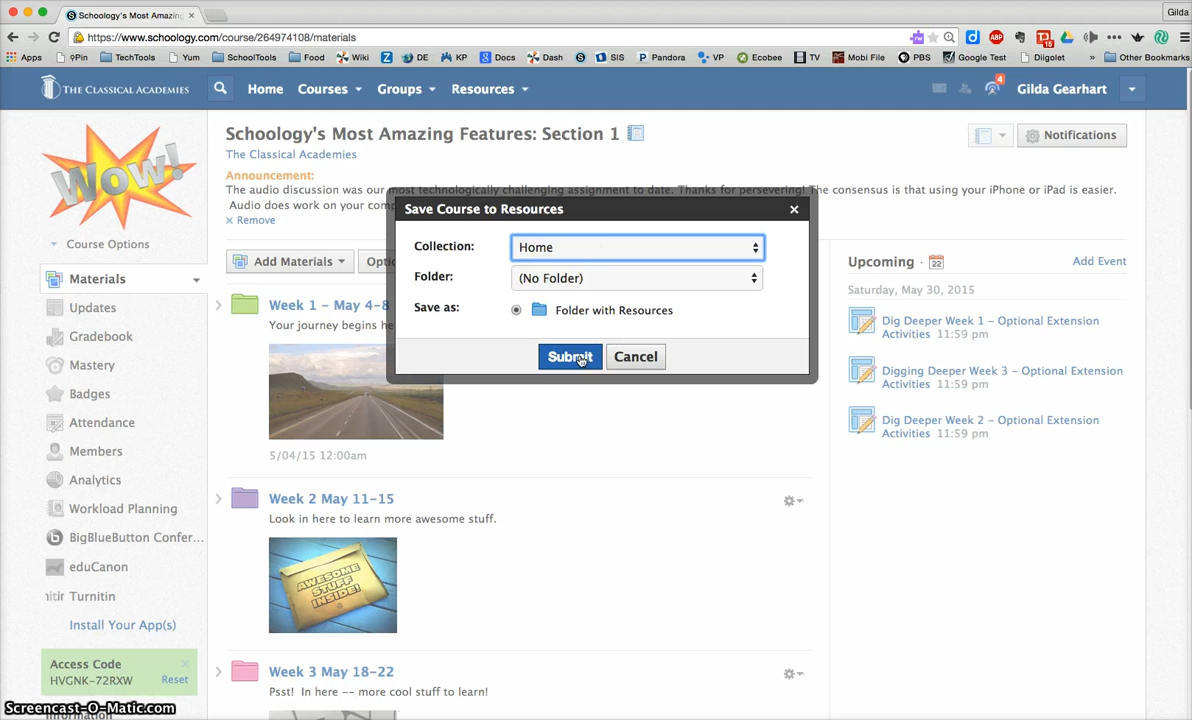 Schoology's Most Amazing
Gilda
https://www.schoology.com/course/264974108/materials
Apps 9Pin TechTools Yum SchoolTools Food Wiki DE KP Docs Dash SIS Pandora VP Ecobee TV Mobi File PBS Google Test Diigolet » Other Bookmarks
THE CLASSICAL ACADEMIES Home Courses Groups Resources 4 Gilda Gearhart
Wow!
Schoology's Most Amazing Features: Section 1
Notifications
The Classical Academies
Announcement:
The audio discussion was our most technologically challenging assignment to date. Thanks for persevering! The consensus is that using your iPhone or iPad is easier.
Audio does work on your comp
× Remove
Course Options
Materials
Updates
Gradebook
Mastery
Badges
Attendance
Members
Analytics
Workload Planning
BigBlueButton Confer...
eduCanon
Turnitin
Install Your App(s)
Access Code
HVGNK-72RXW Reset
Information
Add Materials Opti
Save Course to Resources ×
Collection: Home
Folder: (No Folder)
Save as: Folder with Resources
Submit Cancel
Week 1 - May 4-8
Your journey begins he
5/04/15 12:00am
Week 2 May 11-15
Look in here to learn more awesome stuff.
AWESOME
STUFF
INSIDE!
Week 3 May 18-22
Psst! In here -- more cool stuff to learn!
Upcoming · 22 Add Event
Saturday, May 30, 2015
Dig Deeper Week 1 - Optional Extension
Activities 11:59 pm
Digging Deeper Week 3 - Optional Extension
Activities 11:59 pm
Dig Deeper Week 2 - Optional Extension
Activities 11:59 pm
Screencast-O-Matic.com